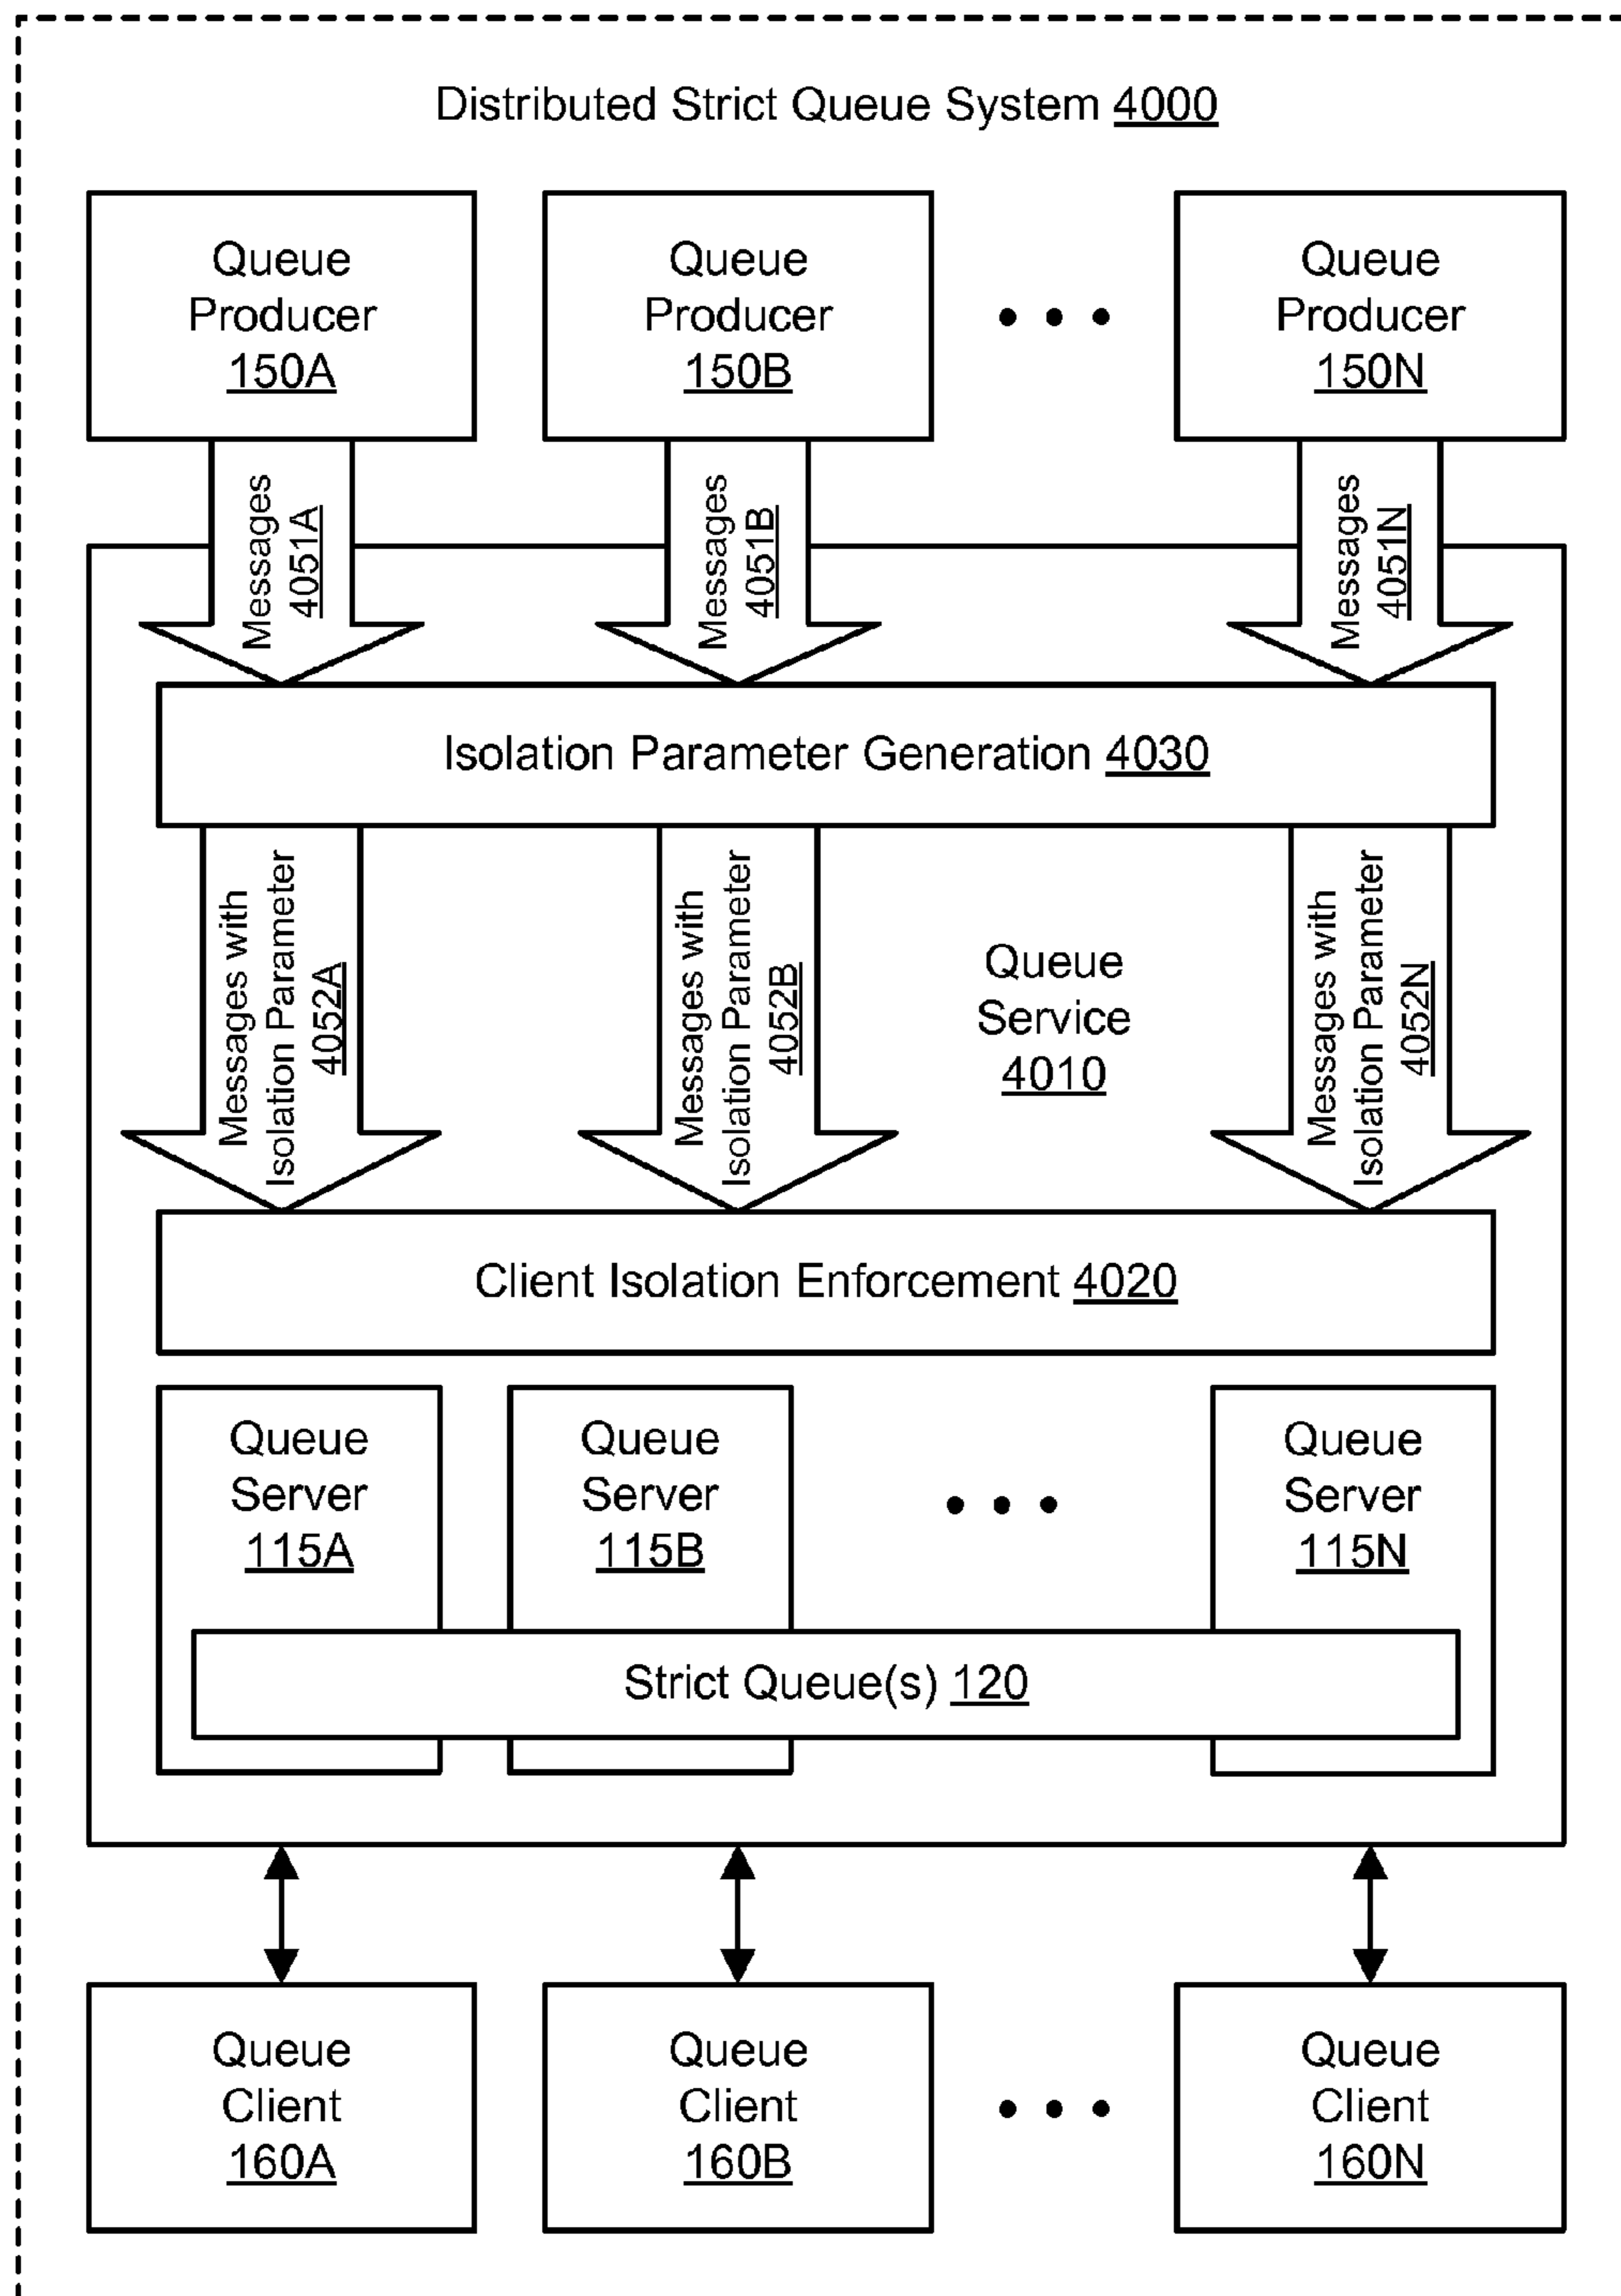 Distributed Strict Queue System 4000
Queue
Producer
150A
Queue
Producer
150B
Queue
Producer
150N
Messages
4051A
Messages
4051B
Messages
4051N
Isolation Parameter Generation 4030
Messages with
Isolation Parameter
4052A
Messages with
Isolation Parameter
4052B
Queue
Service
4010
Messages with
Isolation Parameter
4052N
Client Isolation Enforcement 4020
Queue
Server
115A
Queue
Server
115B
Queue
Server
115N
Strict Queue(s) 120
Queue
Client
160A
Queue
Client
160B
Queue
Client
160N